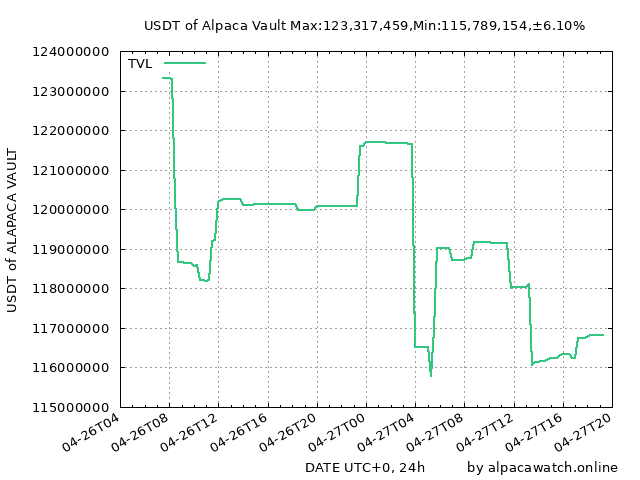 USDT of Alpaca Vault Max:123,317,459,Min:115,789,154,±6.10%
TVL
124000000
123000000
122000000
121000000
120000000
119000000
118000000
117000000
116000000
115000000
USDT of ALAPACA VAULT
04-26T04
04-26T08
04-26T12
04-26T16
04-26T20
04-27T00
04-27T04
04-27T08
04-27T12
04-27T16
04-27T20
DATE UTC+0, 24h
by alpacawatch.online